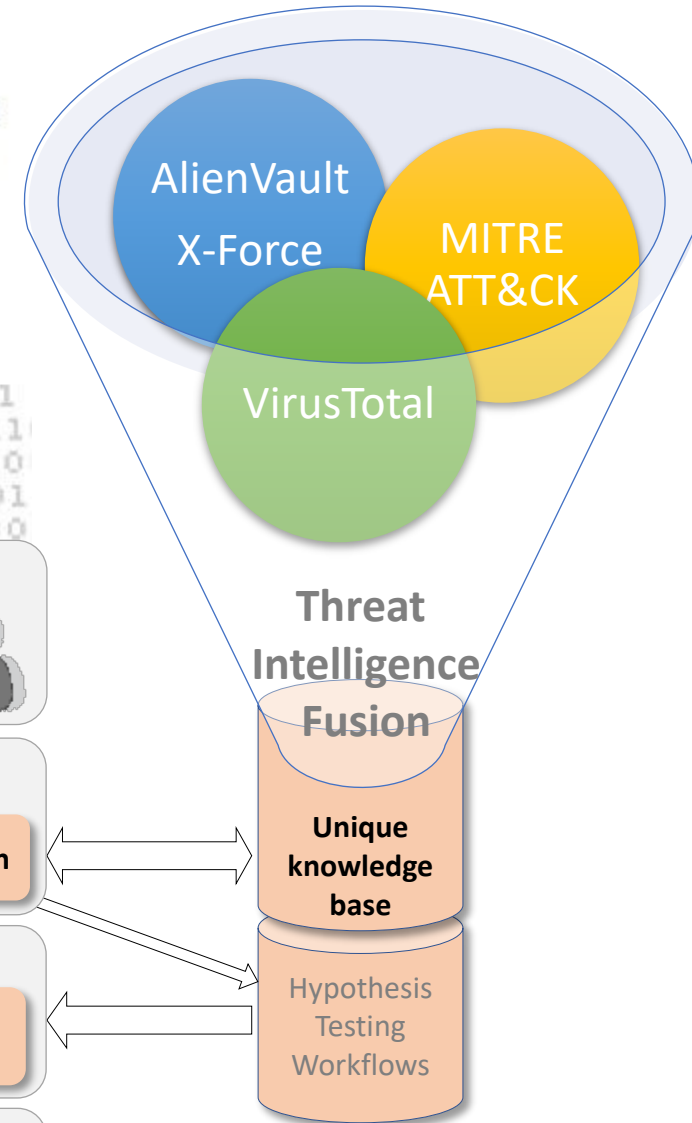 AlienVault
X-Force
MITRE
ATT&CK
VirusTotal
Threat
Intelligence
Fusion
Unique
knowledge
base
Hypothesis
Testing
Workflows